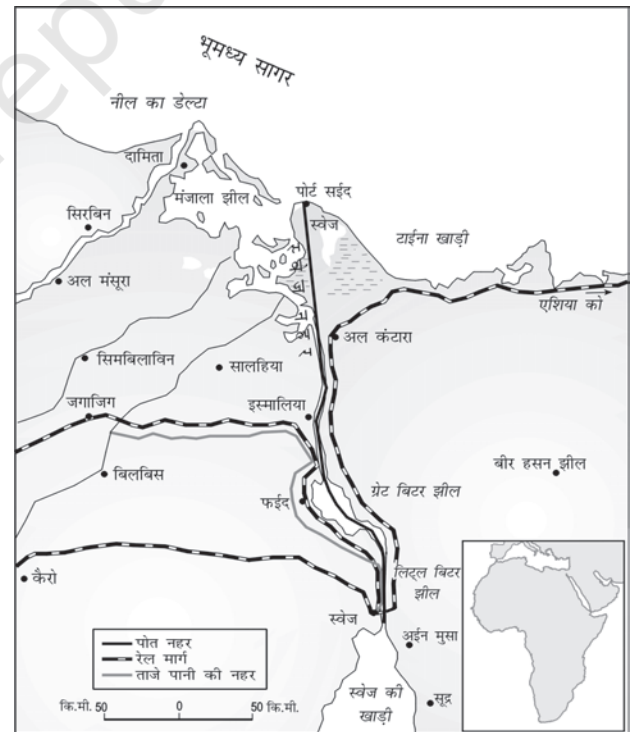 भूमध्य सागर
नील का डेल्टा
दामिता
मंजाला झील
पोर्ट सईद
स्वेज
सिरबिन
टाईना खाड़ी
अल मंसूरा
एशिया को
अल कंटारा
सिमबिलाविन
सालहिया
जगाजिग
इस्मालिया
बिलबिस
बीर हसन झील
ग्रेट बिटर झील
फईद
लिट्ल बिटर
झील
कैरो
स्वेज
अईन मुसा
पोत नहर
रेल मार्ग
ताजे पानी की नहर
स्वेज की
खाड़ी
सूद्र
कि.मी. 50 0 50 कि.मी.